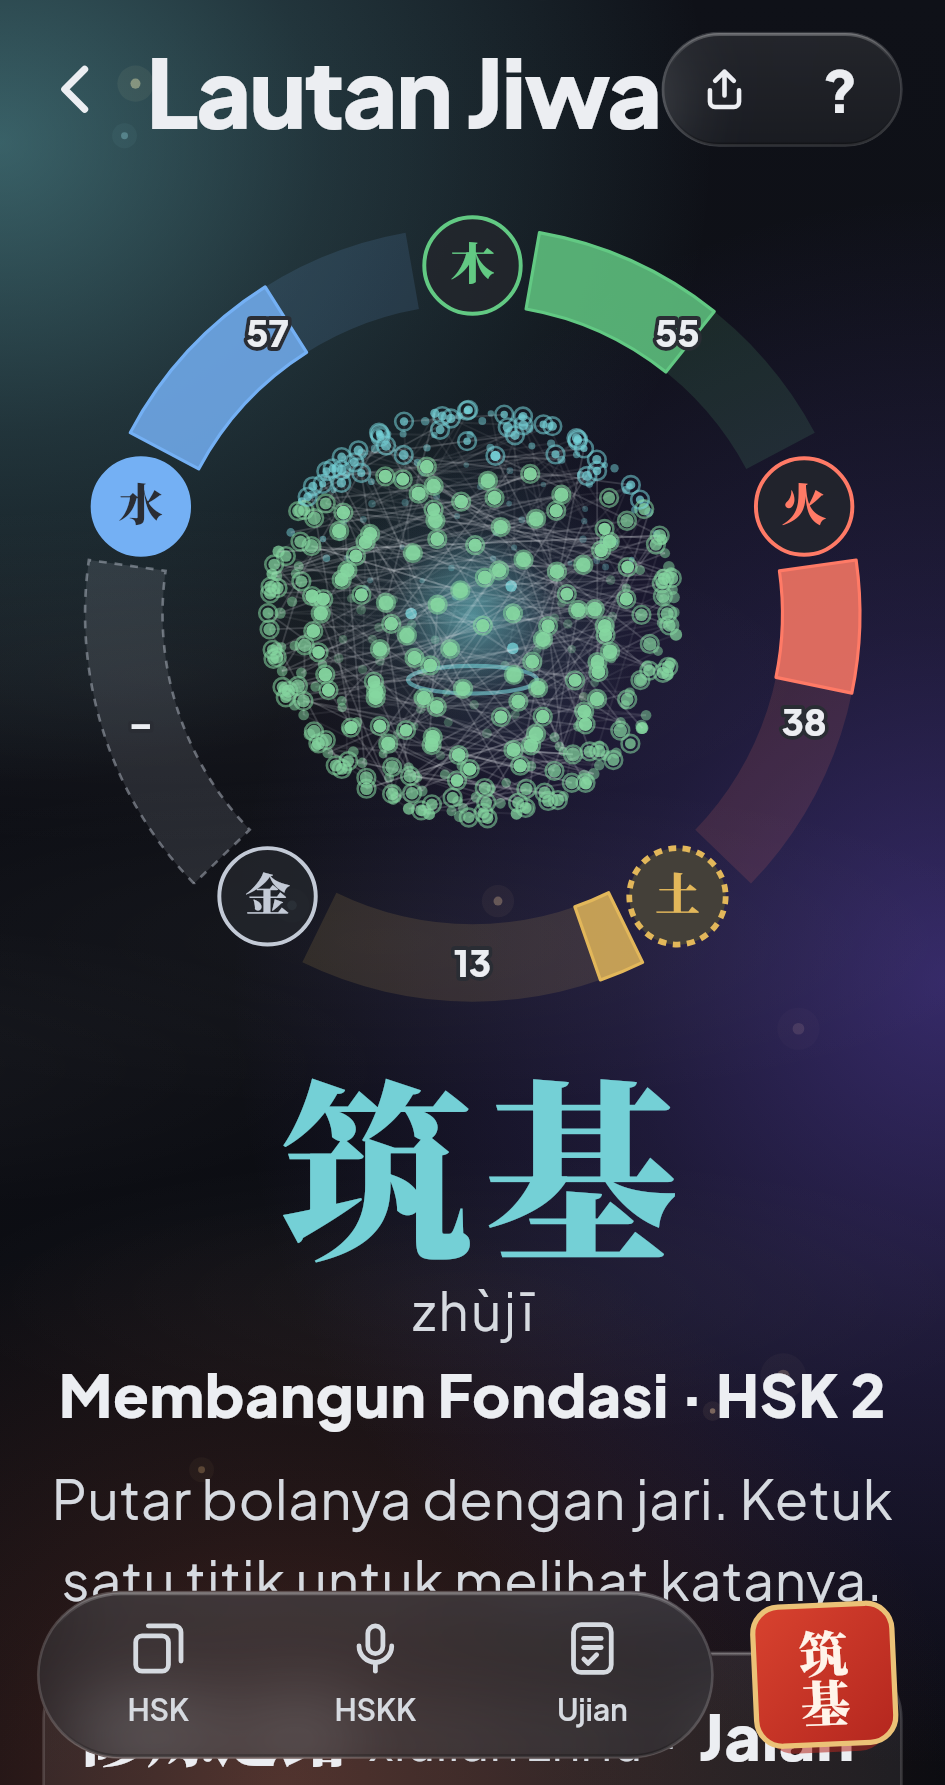 Lautan Jiwa
?
木
57
55
水
火
–
38
金
土
13
筑基
zhùjī
Membangun Fondasi · HSK 2
Putar bolanya dengan jari. Ketuk
satu titik untuk melihat katanya.
HSK
HSKK
Ujian
筑基
Jalan